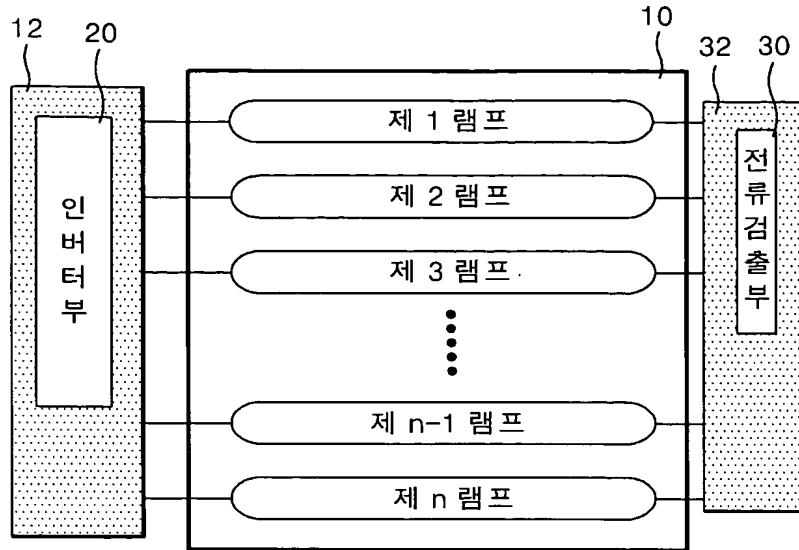 12
20
10
32
30
제 1 램프
제 2 램프
제 3 램프
제 n-1 램프
제 n 램프
인버터부
전류검출부